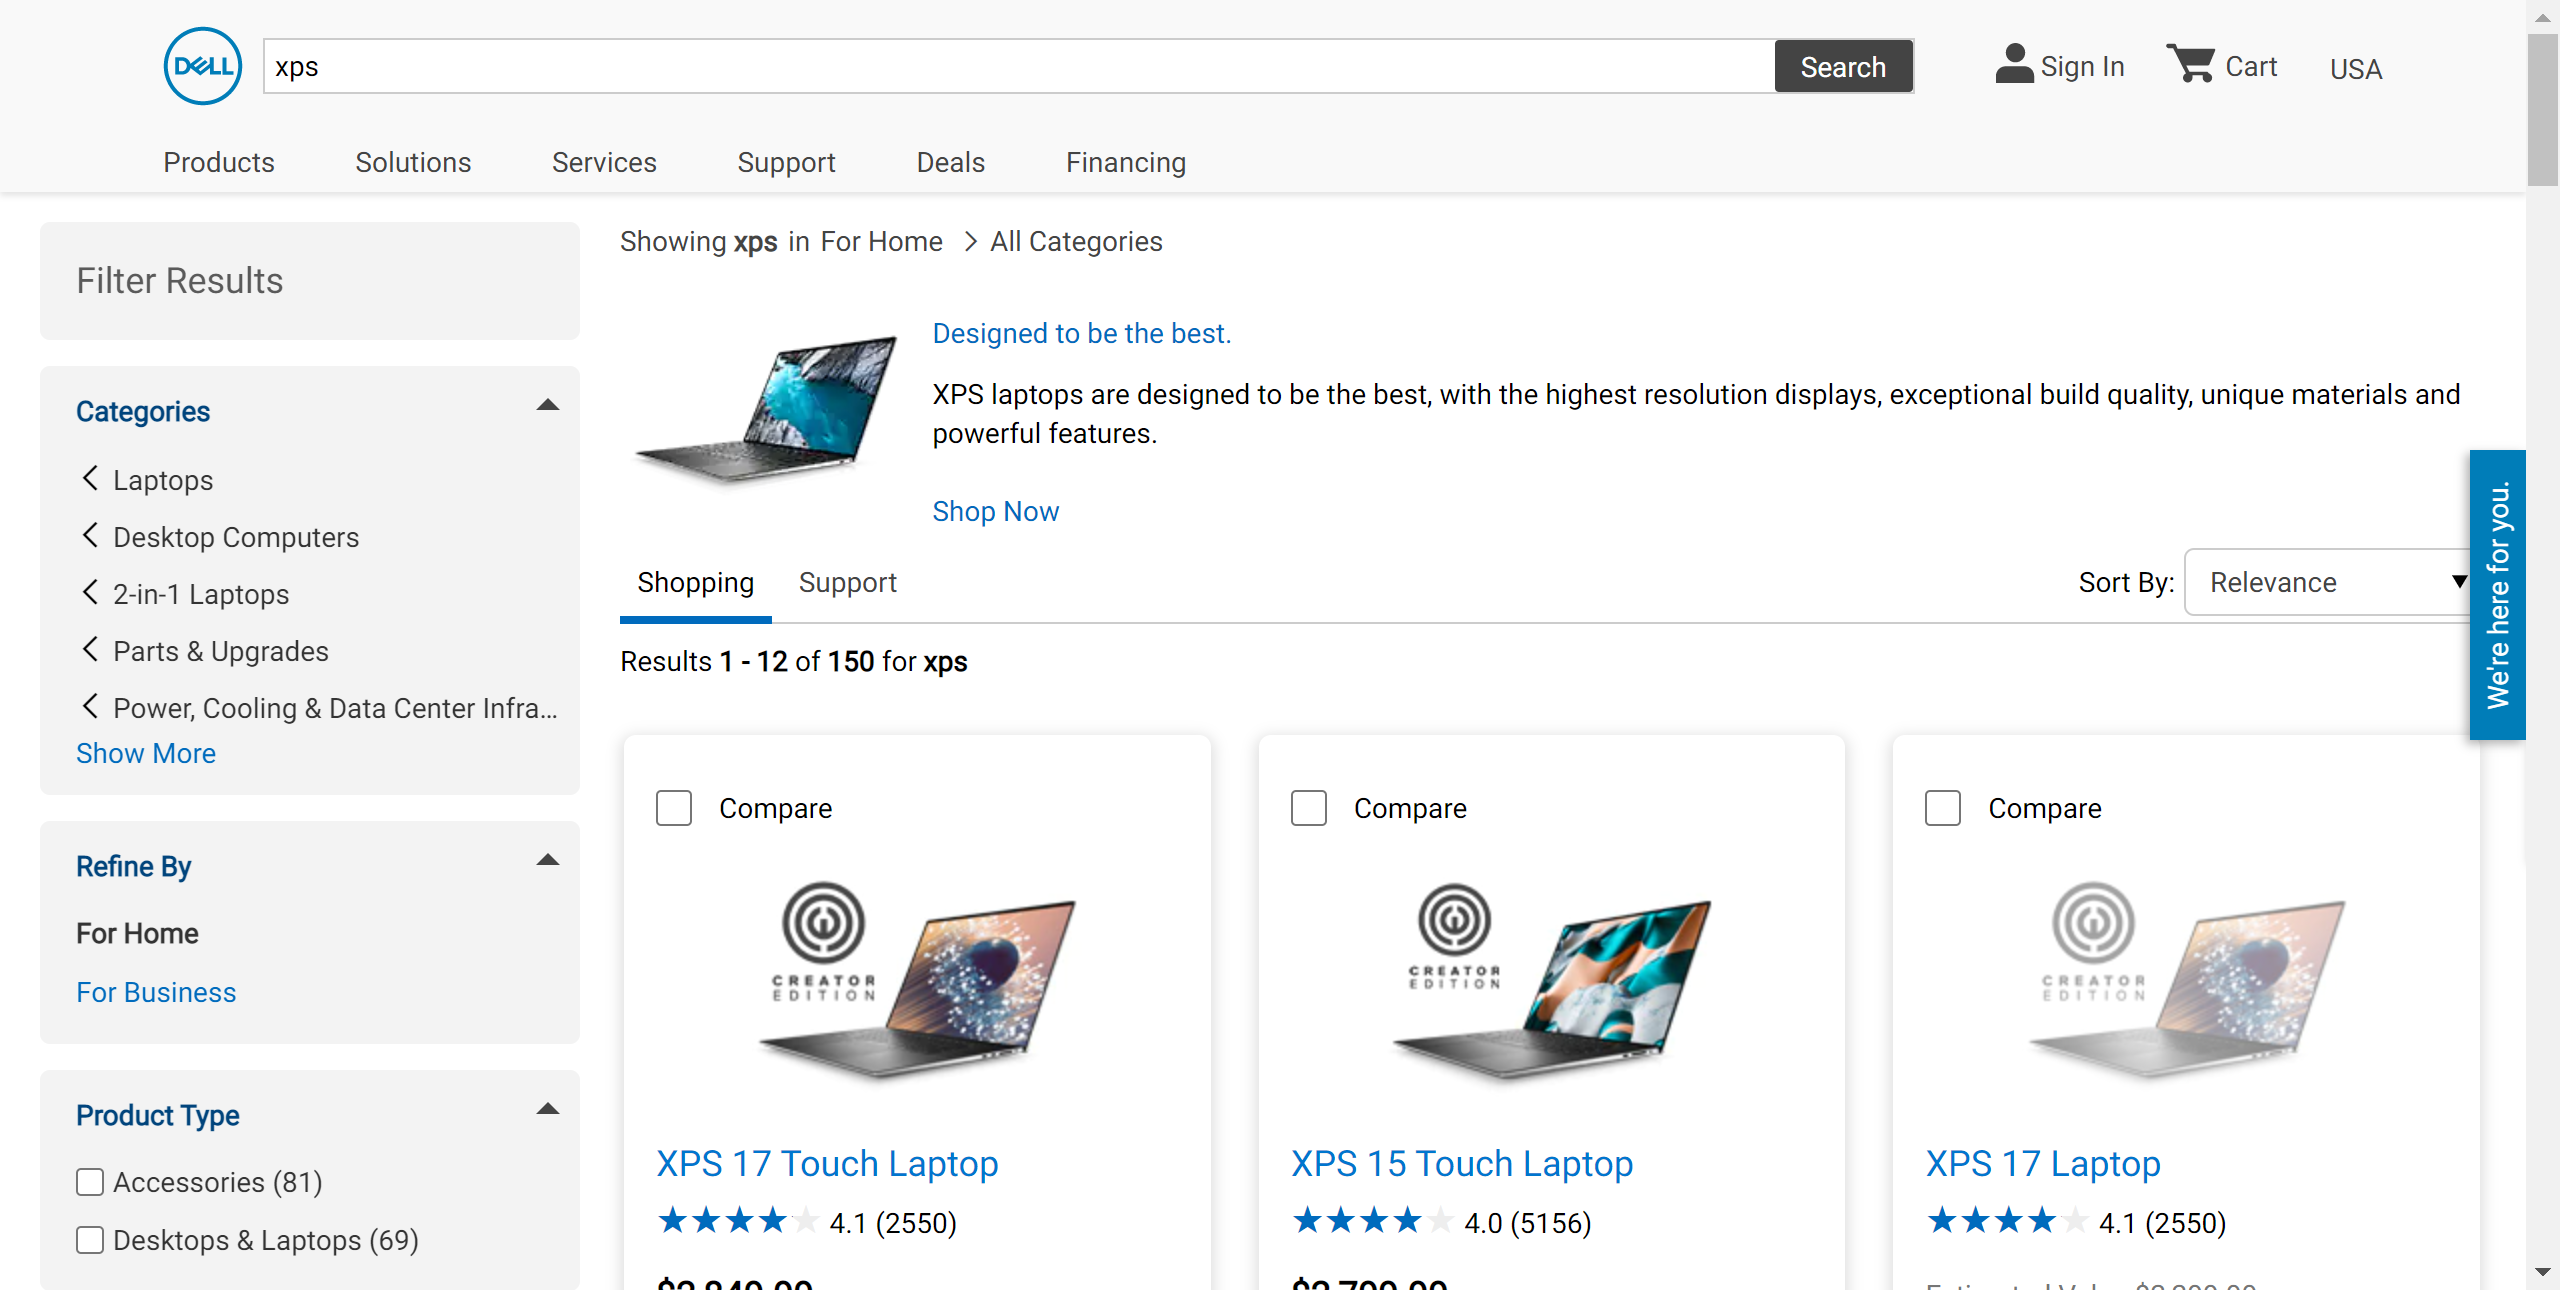 DELL
xps
Search
Sign In
Cart
USA
Products
Solutions
Services
Support
Deals
Financing
Filter Results
Categories
Laptops
Desktop Computers
2-in-1 Laptops
Parts & Upgrades
Power, Cooling & Data Center Infra...
Show More
Refine By
For Home
For Business
Product Type
Accessories (81)
Desktops & Laptops (69)
Showing xps in For Home > All Categories
Designed to be the best.
XPS laptops are designed to be the best, with the highest resolution displays, exceptional build quality, unique materials and
powerful features.
Shop Now
Shopping
Support
Sort By:
Relevance
We're here for you.
Results 1 - 12 of 150 for xps
Compare
CREATOR
EDITION
XPS 17 Touch Laptop
4.1 (2550)
Compare
CREATOR
EDITION
XPS 15 Touch Laptop
4.0 (5156)
Compare
CREATOR
EDITION
XPS 17 Laptop
4.1 (2550)